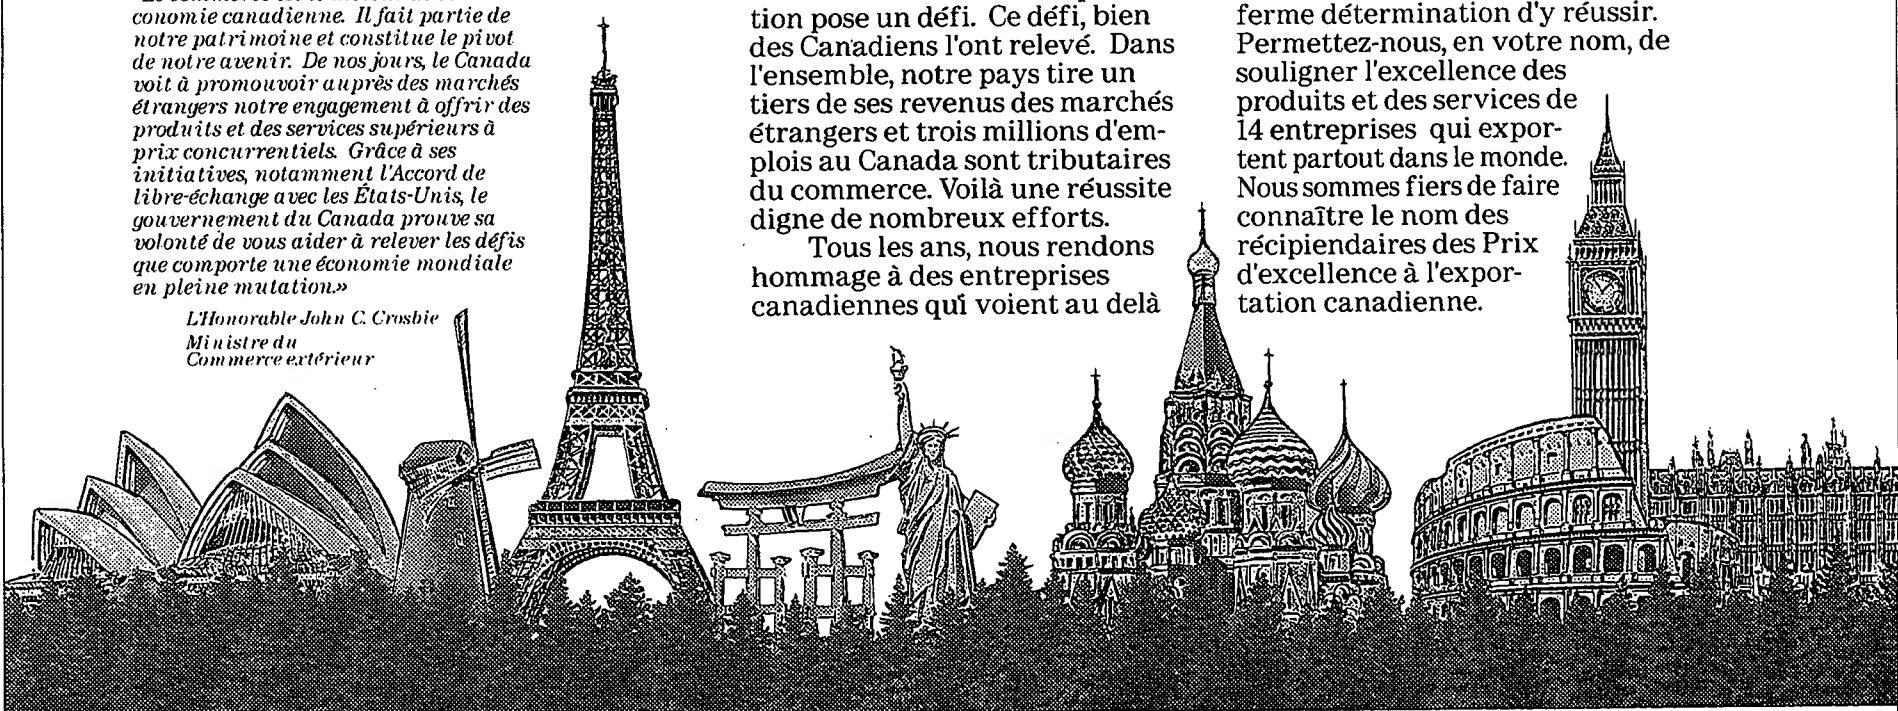 conomie canadienne. Il fait partie de
notre patrimoine et constitue le pivot
de notre avenir. De nos jours, le Canada
voit à promouvoir auprès des marchés
étrangers notre engagement à offrir des
produits et des services supérieurs à
prix concurrentiels. Grâce à ses
initiatives, notamment l'Accord de
libre-échange avec les États-Unis, le
gouvernement du Canada prouve sa
volonté de vous aider à relever les défis
que comporte une économie mondiale
en pleine mutation.»
L'Honorable John C. Crosbie
Ministre du
Commerce extérieur
tion pose un défi. Ce défi, bien
des Canadiens l'ont relevé. Dans
l'ensemble, notre pays tire un
tiers de ses revenus des marchés
étrangers et trois millions d'em-
plois au Canada sont tributaires
du commerce. Voilà une réussite
digne de nombreux efforts.
Tous les ans, nous rendons
hommage à des entreprises
canadiennes qui voient au delà
ferme détermination d'y réussir.
Permettez-nous, en votre nom, de
souligner l'excellence des
produits et des services de
14 entreprises qui expor-
tent partout dans le monde.
Nous sommes fiers de faire
connaître le nom des
récipiendaires des Prix
d'excellence à l'expor-
tation canadienne.